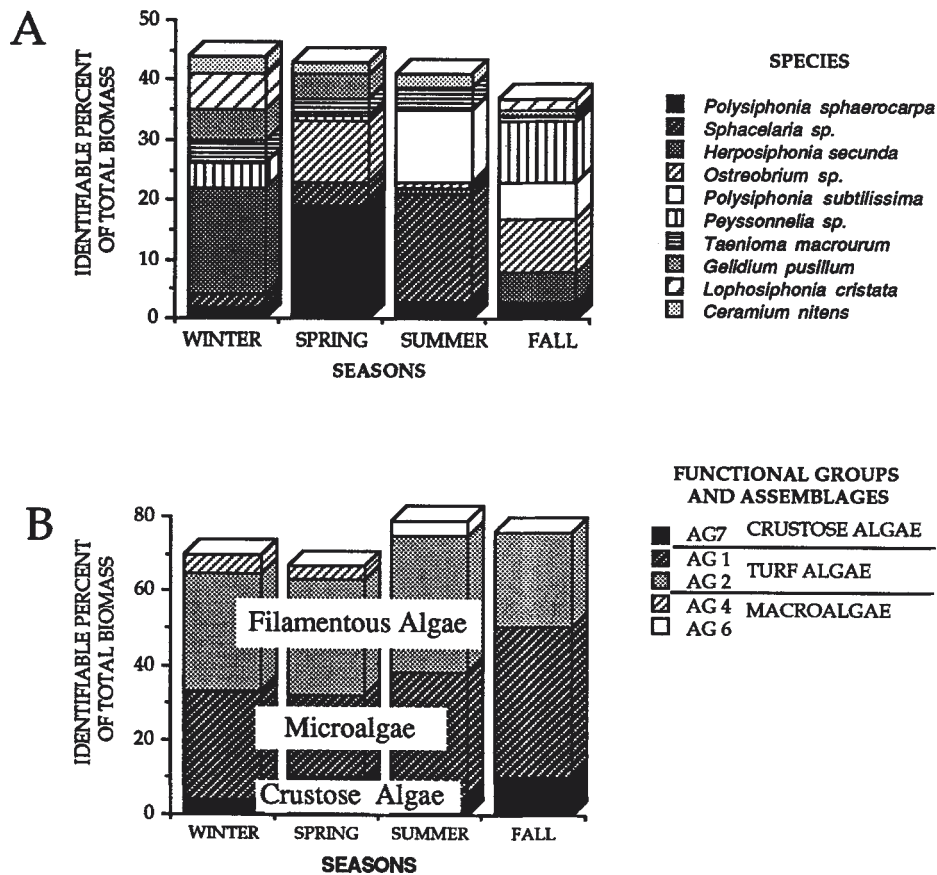 A
IDENTIFIABLE PERCENT
OF TOTAL BIOMASS
50
40
30
20
10
0
WINTER
SPRING
SUMMER
FALL
SEASONS
SPECIES
Polysiphonia sphaerocarpa
Sphacelaria sp.
Herposiphonia secunda
Ostreobrium sp.
Polysiphonia subtilissima
Peyssonnelia sp.
Taenioma macrourum
Gelidium pusillum
Lophosiphonia cristata
Ceramium nitens
B
IDENTIFIABLE PERCENT
OF TOTAL BIOMASS
80
60
40
20
0
Filamentous Algae
Microalgae
Crustose Algae
WINTER
SPRING
SUMMER
FALL
SEASONS
FUNCTIONAL GROUPS
AND ASSEMBLAGES
AG7 CRUSTOSE ALGAE
AG 1
TURF ALGAE
AG 2
AG 4 MACROALGAE
AG 6